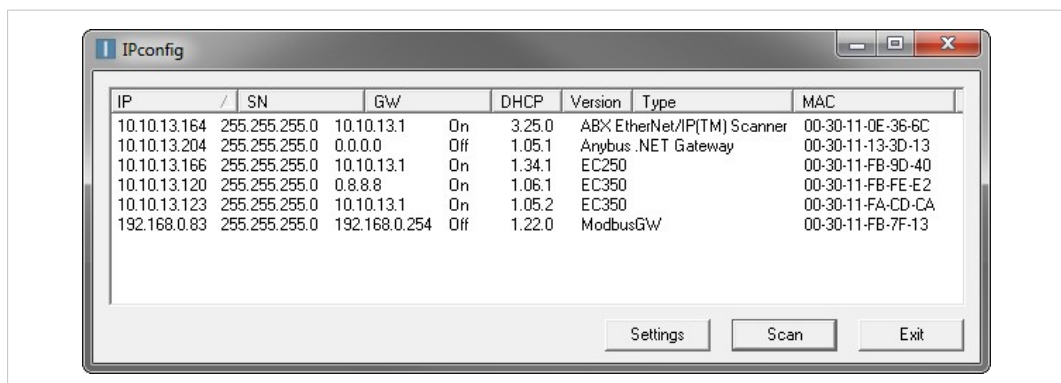 IPconfig
IP / SN GW DHCP Version Type MAC
10.10.13.164 255.255.255.0 10.10.13.1 On 3.25.0 ABX EtherNet/IP(TM) Scanner 00-30-11-0E-36-6C
10.10.13.204 255.255.255.0 0.0.0.0 Off 1.05.1 Anybus .NET Gateway 00-30-11-13-3D-13
10.10.13.166 255.255.255.0 10.10.13.1 On 1.34.1 EC250 00-30-11-FB-9D-40
10.10.13.120 255.255.255.0 0.8.8.8 On 1.06.1 EC350 00-30-11-FB-FE-E2
10.10.13.123 255.255.255.0 10.10.13.1 On 1.05.2 EC350 00-30-11-FA-CD-CA
192.168.0.83 255.255.255.0 192.168.0.254 Off 1.22.0 ModbusGW 00-30-11-FB-7F-13
Settings Scan Exit